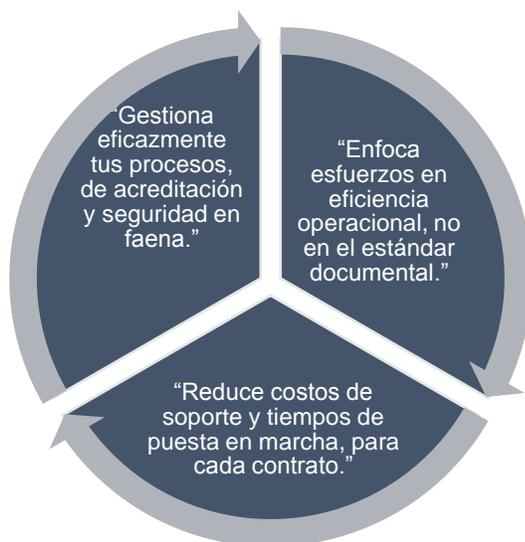 “Gestiona
eficazmente
tus procesos,
de acreditación
y seguridad en
faena.”
“Enfoca
esfuerzos en
eficiencia
operacional, no
en el estándar
documental.”
“Reduce costos de
soporte y tiempos de
puesta en marcha, para
cada contrato.”